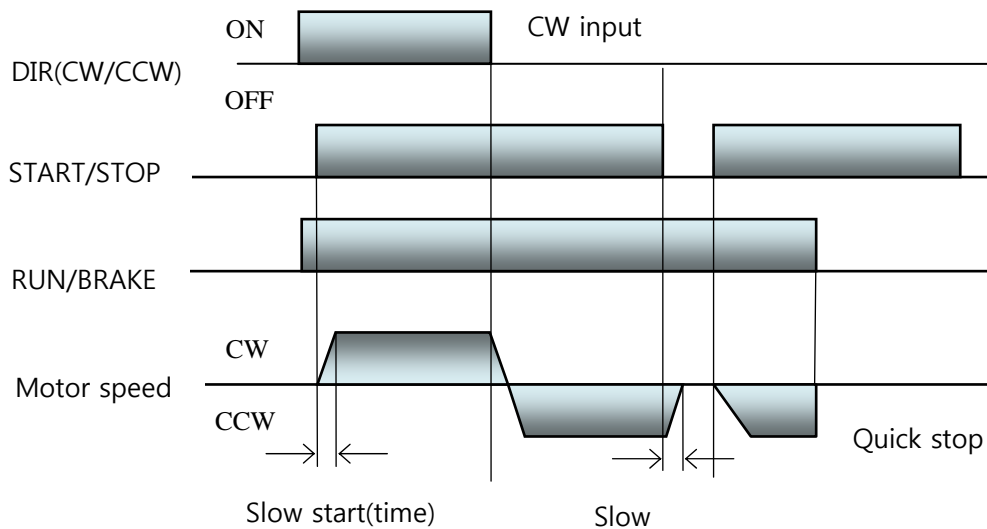 ON
CW input
DIR(CW/CCW)
OFF
START/STOP
RUN/BRAKE
CW
Motor speed
CCW
Quick stop
Slow start(time)
Slow